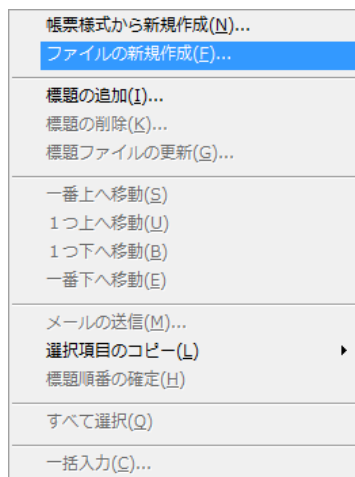 帳票様式から新規作成(N)...
ファイルの新規作成(F)...
標題の追加(I)...
標題の削除(K)...
標題ファイルの更新(G)...
一番上へ移動(S)
1つ上へ移動(U)
1つ下へ移動(B)
一番下へ移動(E)
メールの送信(M)...
選択項目のコピー(L)
標題順番の確定(H)
すべて選択(Q)
一括入力(C)...